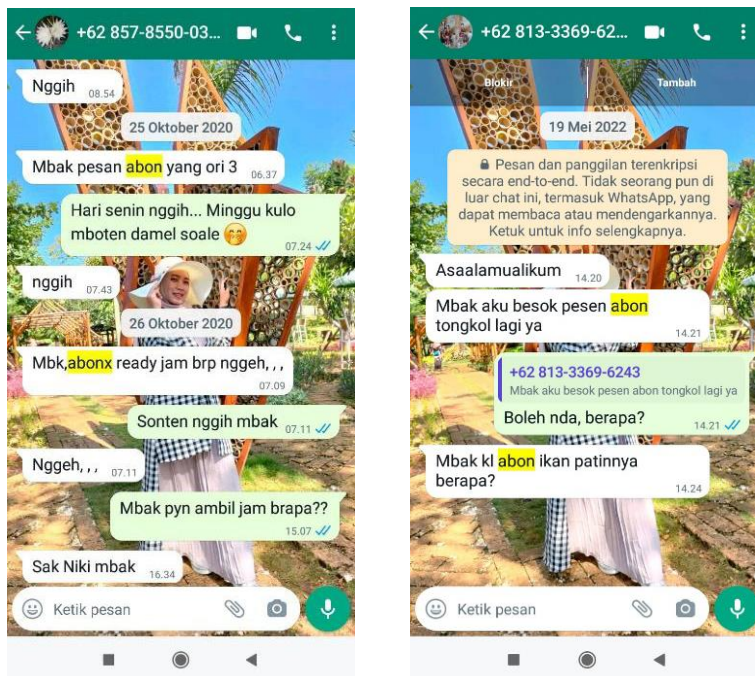 +62 857-8550-03...
Nggih 08.54
25 Oktober 2020
Mbak pesan abon yang ori 3 06.37
Hari senin nggih... Minggu kulo
mboten damel soale 🤭
07.24
nggih 07.43
26 Oktober 2020
Mbk,abonx ready jam brp nggeh, , ,
07.09
Sonten nggih mbak 07.11
Nggeh, , , 07.11
Mbak pyn ambil jam brapa??
15.07
Sak Niki mbak 16.34
Ketik pesan
+62 813-3369-62...
Blokir Tambah
19 Mei 2022
Pesan dan panggilan terenkripsi
secara end-to-end. Tidak seorang pun di
luar chat ini, termasuk WhatsApp, yang
dapat membaca atau mendengarkannya.
Ketuk untuk info selengkapnya.
Asaalamualikum 14.20
Mbak aku besok pesen abon
tongkol lagi ya 14.21
+62 813-3369-6243
Mbak aku besok pesen abon tongkol lagi ya
Boleh nda, berapa? 14.21
Mbak kl abon ikan patinnya
berapa? 14.24
Ketik pesan